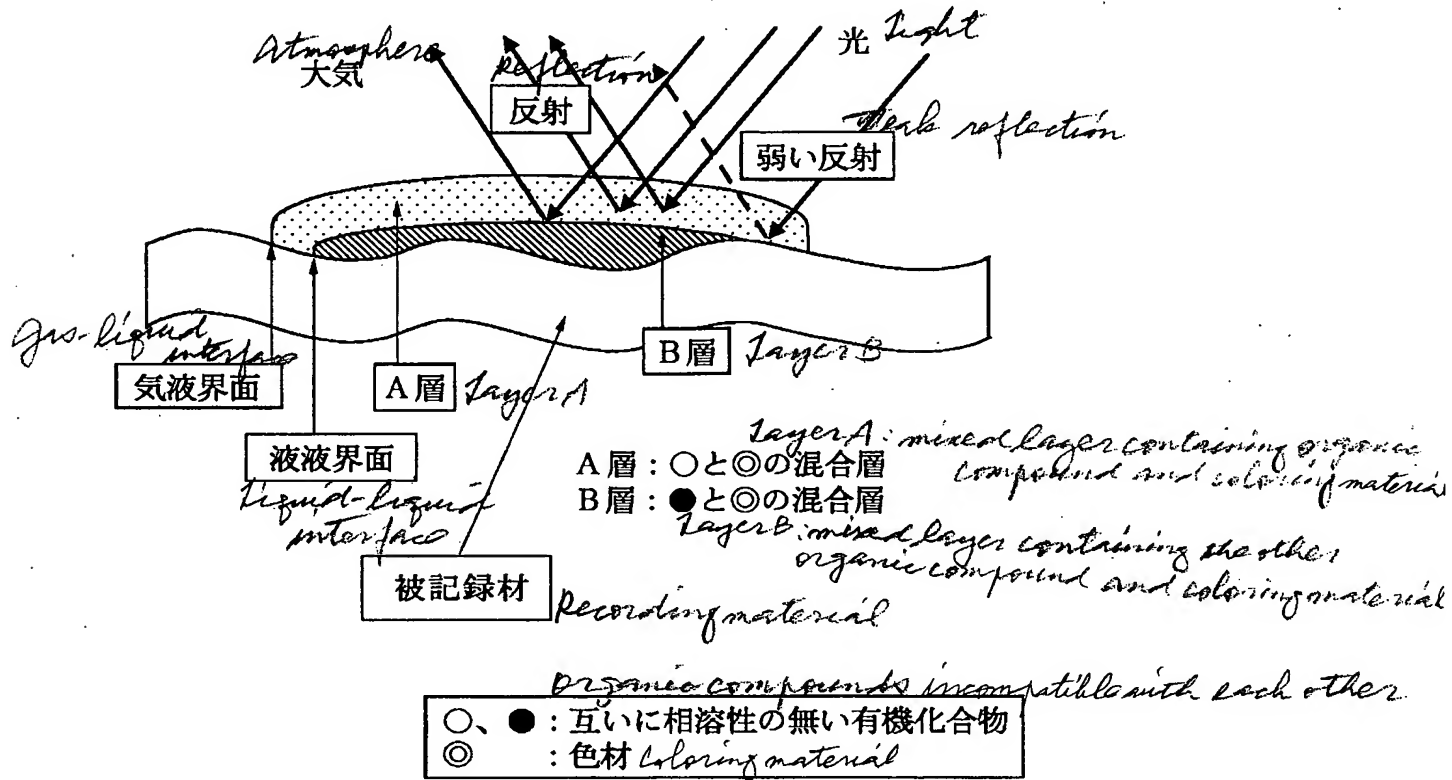 Atmosphere
大気
Reflection
反射
光 Light
Weak reflection
弱い反射
Gas-liquid
interface
気液界面
A層 Layer A
B層 Layer B
液液界面
Liquid-liquid
interface
Layer A : mixed layer containing organic
compound and coloring material
A層：○と◎の混合層
B層：●と◎の混合層
Layer B : mixed layer containing the other
organic compound and coloring material
被記録材
Recording material
organic compounds incompatible with each other
○、●：互いに相溶性の無い有機化合物
◎：色材 coloring material